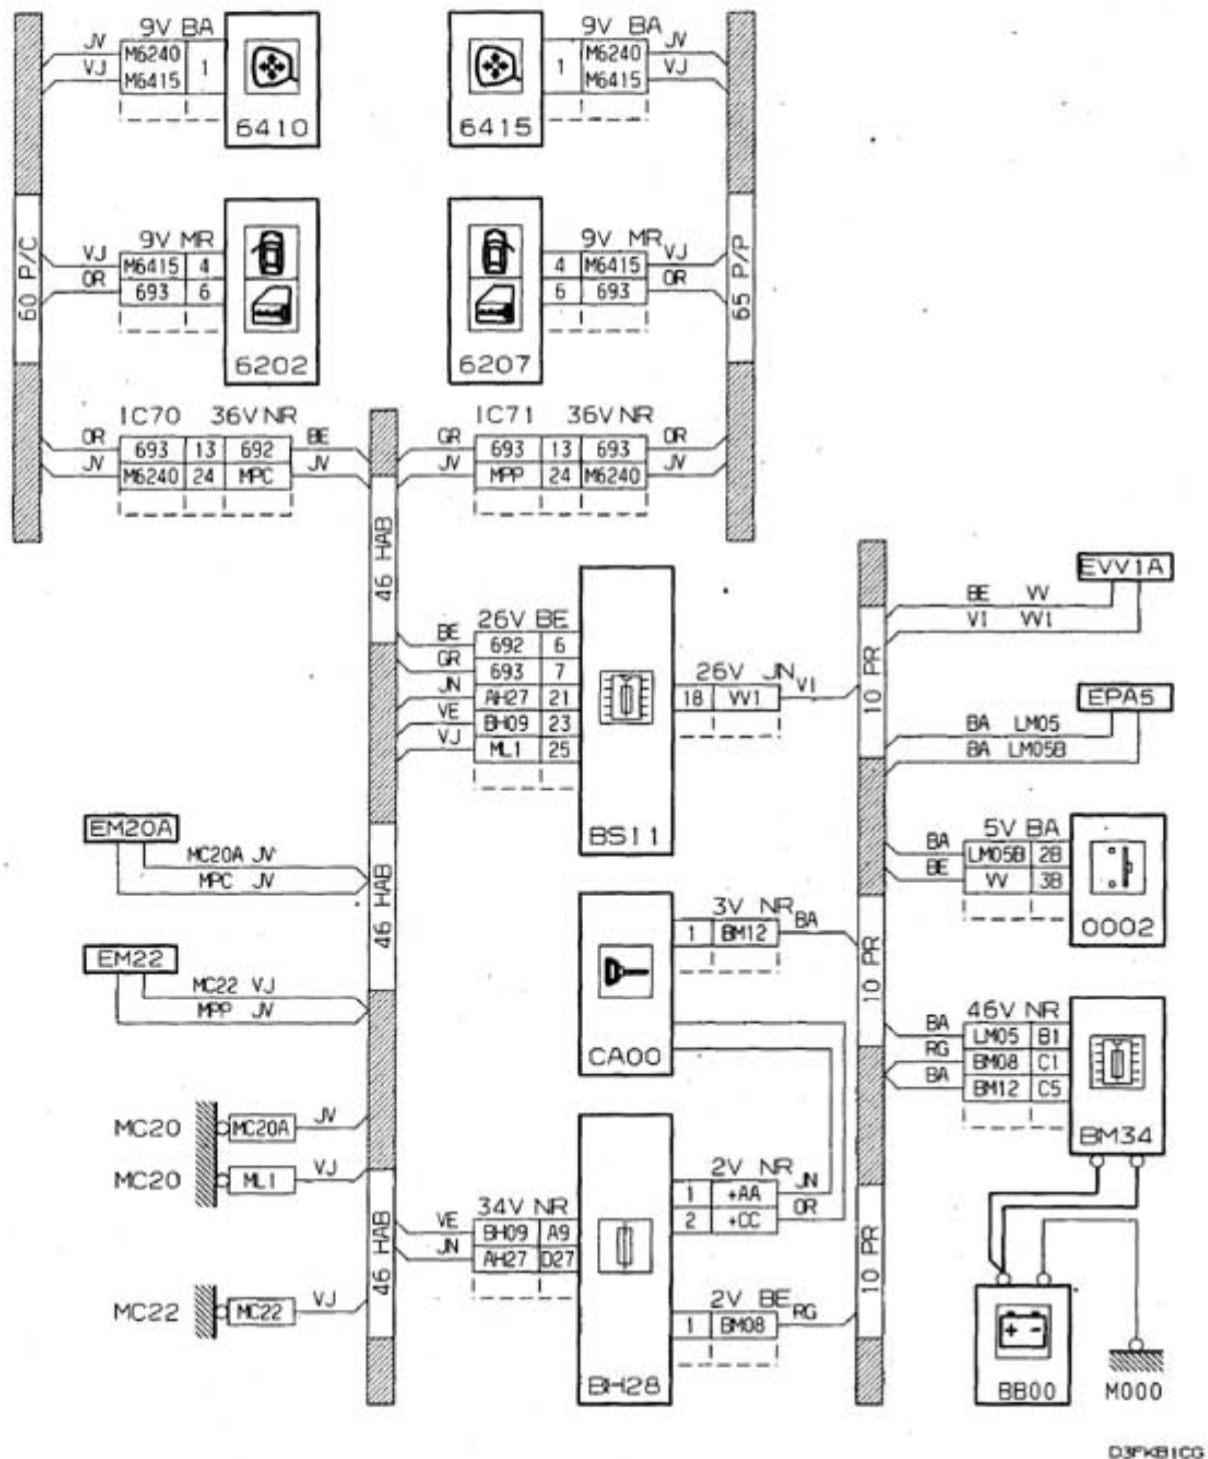 9V BA
JV
M6240
VJ
M6415
1
6410
9V BA
M6240
JV
1
M6415
VJ
6415
60 P/C
9V MR
VJ
M6415 4
OR
693 6
6202
9V MR
4 M6415
VJ
6 693
OR
6207
65 P/P
IC70 36V NR
OR
693 13 692
BE
JV
M6240 24 MPC
JV
IC71 36V NR
GR
693 13 693
OR
JV
MPP 24 M6240
JV
46 HAB
26V BE
BE
692 6
GR
693 7
JN
AH27 21
VE
BH09 23
VJ
ML1 25
BS11
26V JN
18 VV1
VI
10 PR
EVV1A
BE VV
VI VV1
EPA5
BA LM05
BA LM05B
EM20A
MC20A JV
MPC JV
46 HAB
EM22
MC22 VJ
MPP JV
5V BA
BA
LM05B 2B
BE
VV 3B
0002
3V NR
1 BM12
BA
CA00
10 PR
46V NR
BA
LM05 B1
RG
BM08 C1
BA
BM12 C5
BM34
MC20
MC20A
JV
MC20
ML1
VJ
46 HAB
MC22
MC22
VJ
34V NR
VE
BH09 A9
JN
AH27 D27
2V NR
1 +AA
JN
2 +CC
OR
2V BE
1 BM08
RG
BH28
10 PR
+ -
BB00
M000
D3FKB1CG